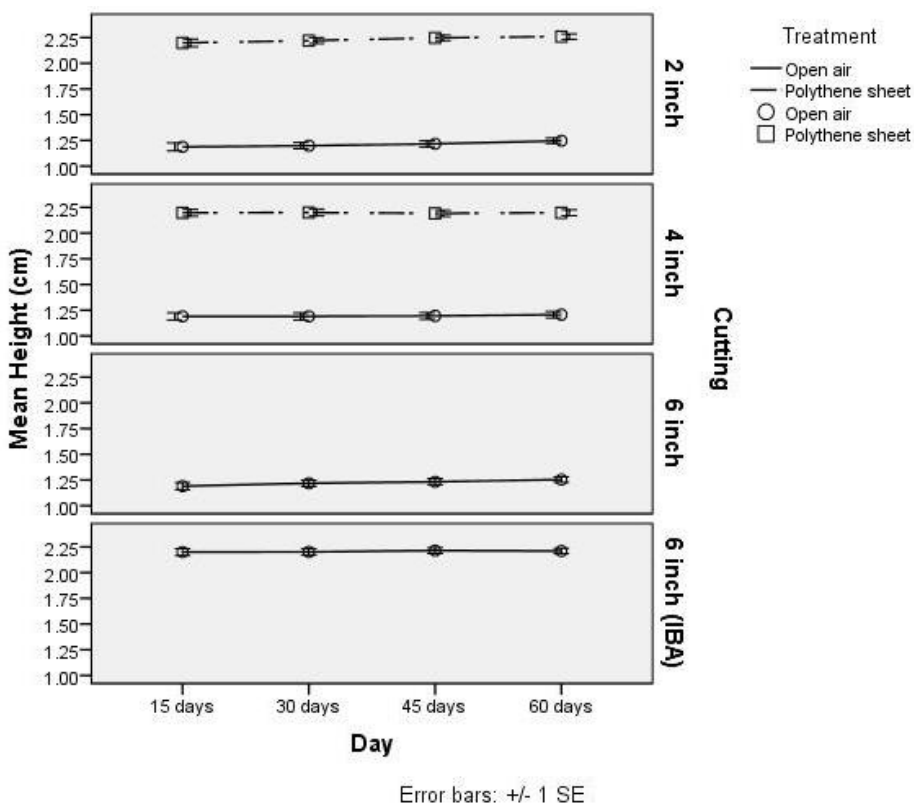 Treatment
Open air
Polythene sheet
Open air
Polythene sheet
Mean Height (cm)
2.25
2.00
1.75
1.50
1.25
1.00
2 inch
2.25
2.00
1.75
1.50
1.25
1.00
4 inch
2.25
2.00
1.75
1.50
1.25
1.00
6 inch
2.25
2.00
1.75
1.50
1.25
1.00
6 inch (IBA)
Cutting
15 days 30 days 45 days 60 days
Day
Error bars: +/- 1 SE